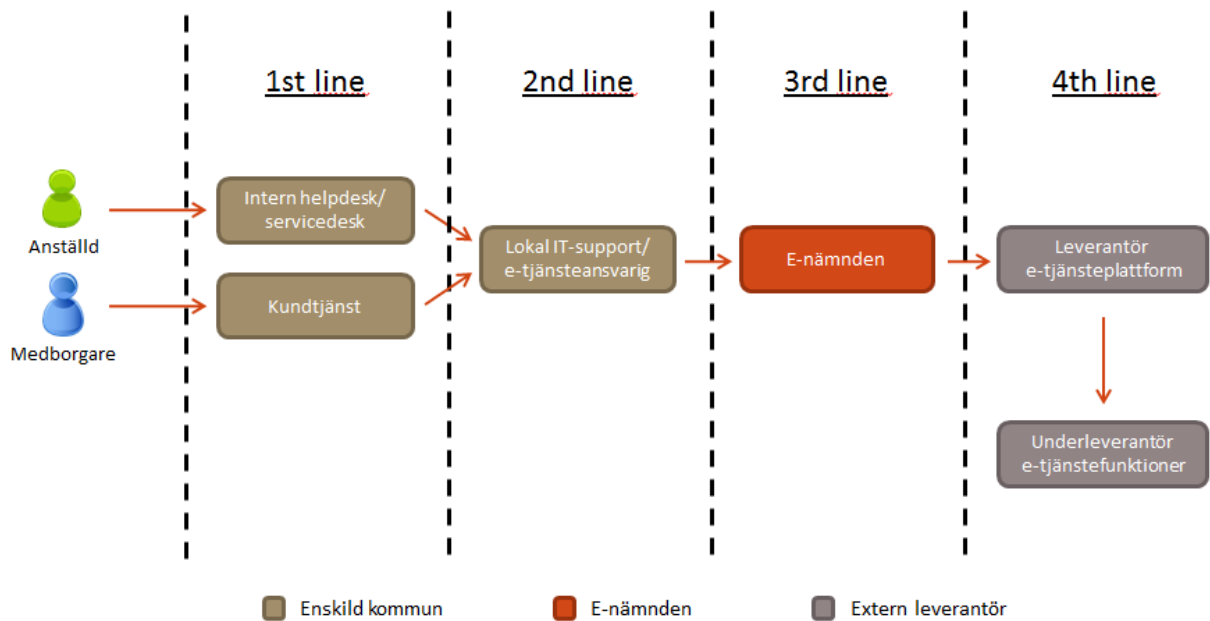 1st line
2nd line
3rd line
4th line
Anställd
Medborgare
Intern helpdesk/
servicedesk
Kundtjänst
Lokal IT-support/
e-tjänsteansvarig
E-nämnden
Leverantör
e-tjänsteplattform
Underleverantör
e-tjänstefunktioner
Enskild kommun
E-nämnden
Extern leverantör